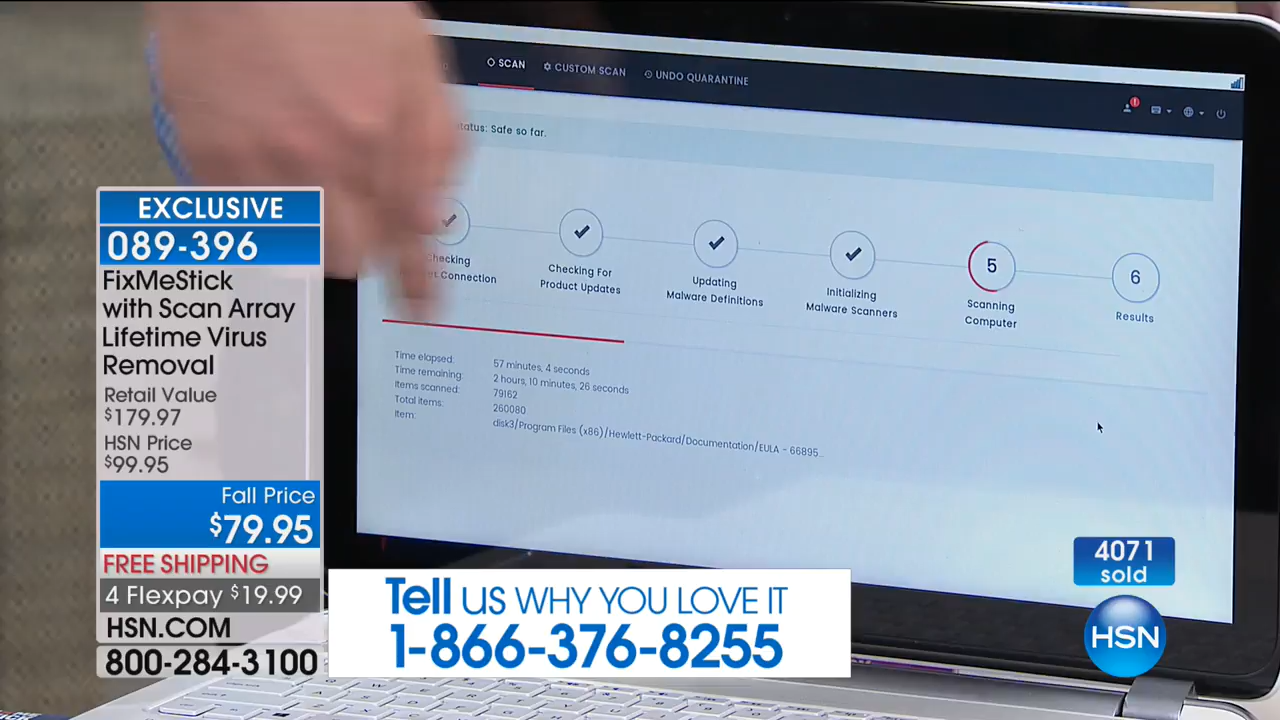 SCAN
CUSTOM SCAN
UNDO QUARANTINE
Safe so far.
Checking
Connection
Checking For
Product Updates
Updating
Malware Definitions
Initializing
Malware Scanners
5
Scanning
Computer
6
Results
Time elapsed: 57 minutes, 4 seconds
Time remaining: 2 hours, 10 minutes, 26 seconds
Items scanned: 79162
Total items: 260080
Item: disk3/Program Files (x86)/Hewlett-Packard/Documentation/EULA - 66895...
EXCLUSIVE
089-396
FixMeStick
with Scan Array
Lifetime Virus
Removal
Retail Value
$179.97
HSN Price
$99.95
Fall Price
$79.95
FREE SHIPPING
4 Flexpay $19.99
HSN.COM
800-284-3100
Tell us WHY YOU LOVE IT
1-866-376-8255
4071
sold
HSN